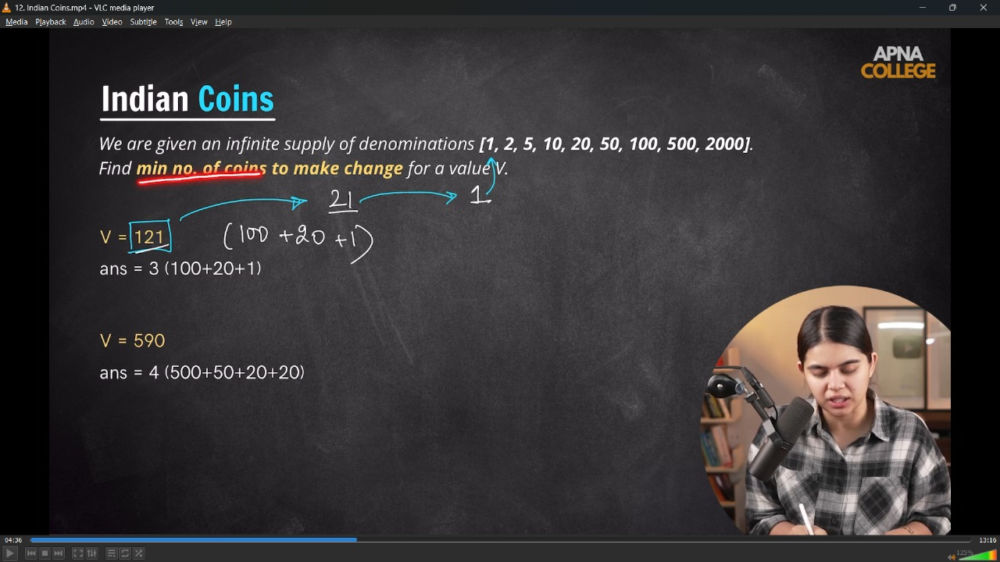 12. Indian Coins.mp4 - VLC media player
Media Playback Audio Video Subtitle Tools View Help
APNA
COLLEGE
Indian Coins
We are given an infinite supply of denominations [1, 2, 5, 10, 20, 50, 100, 500, 2000].
Find min no. of coins to make change for a value V.
21 1
V = 121 (100 +20 +1)
ans = 3 (100+20+1)
V = 590
ans = 4 (500+50+20+20)
04:36 13:16
125%